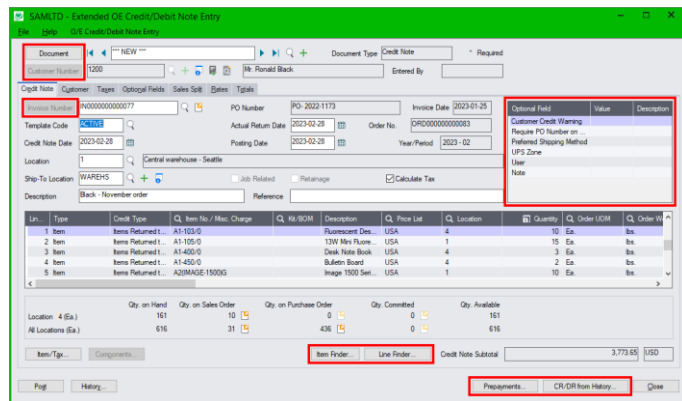 SAMLTD - Extended OE Credit/Debit Note Entry
File Help O/E Credit/Debit Note Entry
Document *** NEW *** Document Type Credit Note * Required
Customer Number 1200 Mr. Ronald Black Entered By
Credit Note Customer Taxes Optional Fields Sales Split Rates Totals
Invoice Number IN0000000000077 PO Number PO- 2022-1173 Invoice Date 2023-01-25
Template Code ACTIVE Actual Return Date 2023-02-28 Order No. ORD000000000083
Credit Note Date 2023-02-28 Posting Date 2023-02-28 Year/Period 2023 - 02
Location 1 Central warehouse - Seattle
Ship-To Location WAREHS Job Related Retainage Calculate Tax
Description Black - November order Reference
Optional Field Value Description
Customer Credit Warning
Require PO Number on ...
Preferred Shipping Method
UPS Zone
User
Note
Lin... Type Credit Type Item No. / Misc. Charge Kit/BOM Description Price List Location Quantity Order UOM Order W
1 Item Items Returned t... A1-103/0 Fluorescent Des... USA 4 10 Ea. lbs.
2 Item Items Returned t... A1-105/0 13W Mini Fluore... USA 1 15 Ea. lbs.
3 Item Items Returned t... A1-400/0 Desk Note Book USA 4 3 Ea. lbs.
4 Item Items Returned t... A1-450/0 Bulletin Board USA 4 2 Ea. lbs.
5 Item Items Returned t... A2(IMAGE-1500)G Image 1500 Seri... USA 1 10 Ea. lbs.
Qty. on Hand Qty. on Sales Order Qty. on Purchase Order Qty. Committed Qty. Available
Location 4 (Ea.) 161 10 0 0 161
All Locations (Ea.) 616 31 436 0 616
Item/Tax... Components... Item Finder... Line Finder... Credit Note Subtotal 3,773.65 USD
Post History... Prepayments... CR/DR from History... Close